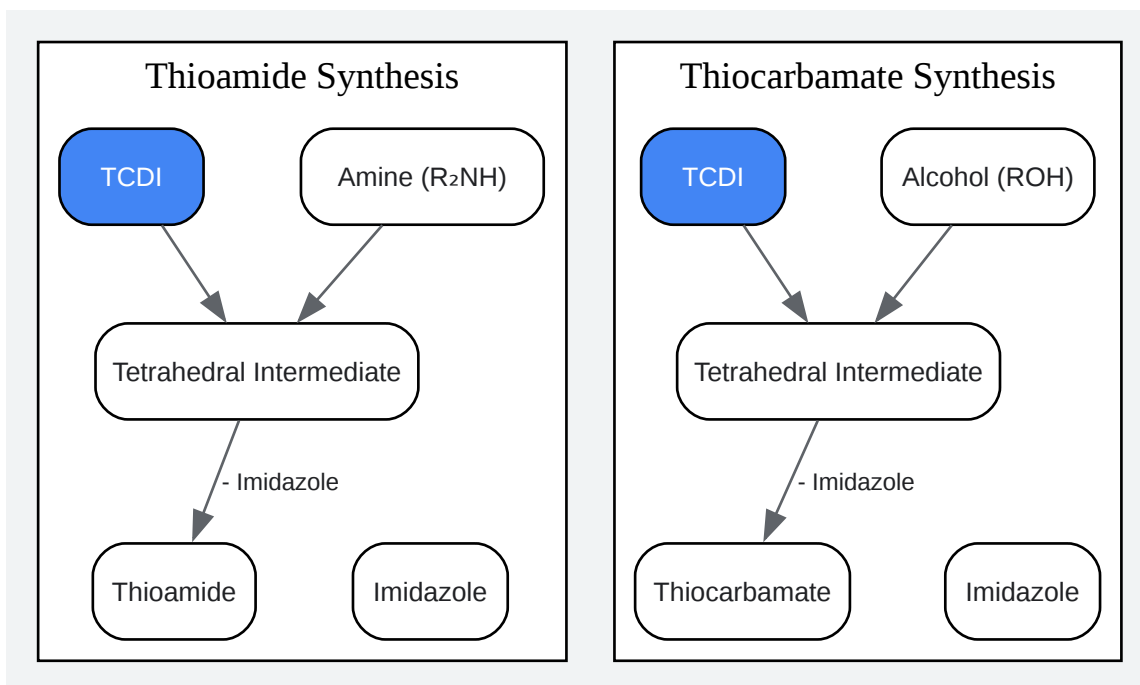 Thioamide Synthesis
TCDI
Amine (R₂NH)
Tetrahedral Intermediate
- Imidazole
Thioamide
Imidazole
Thiocarbamate Synthesis
TCDI
Alcohol (ROH)
Tetrahedral Intermediate
- Imidazole
Thiocarbamate
Imidazole